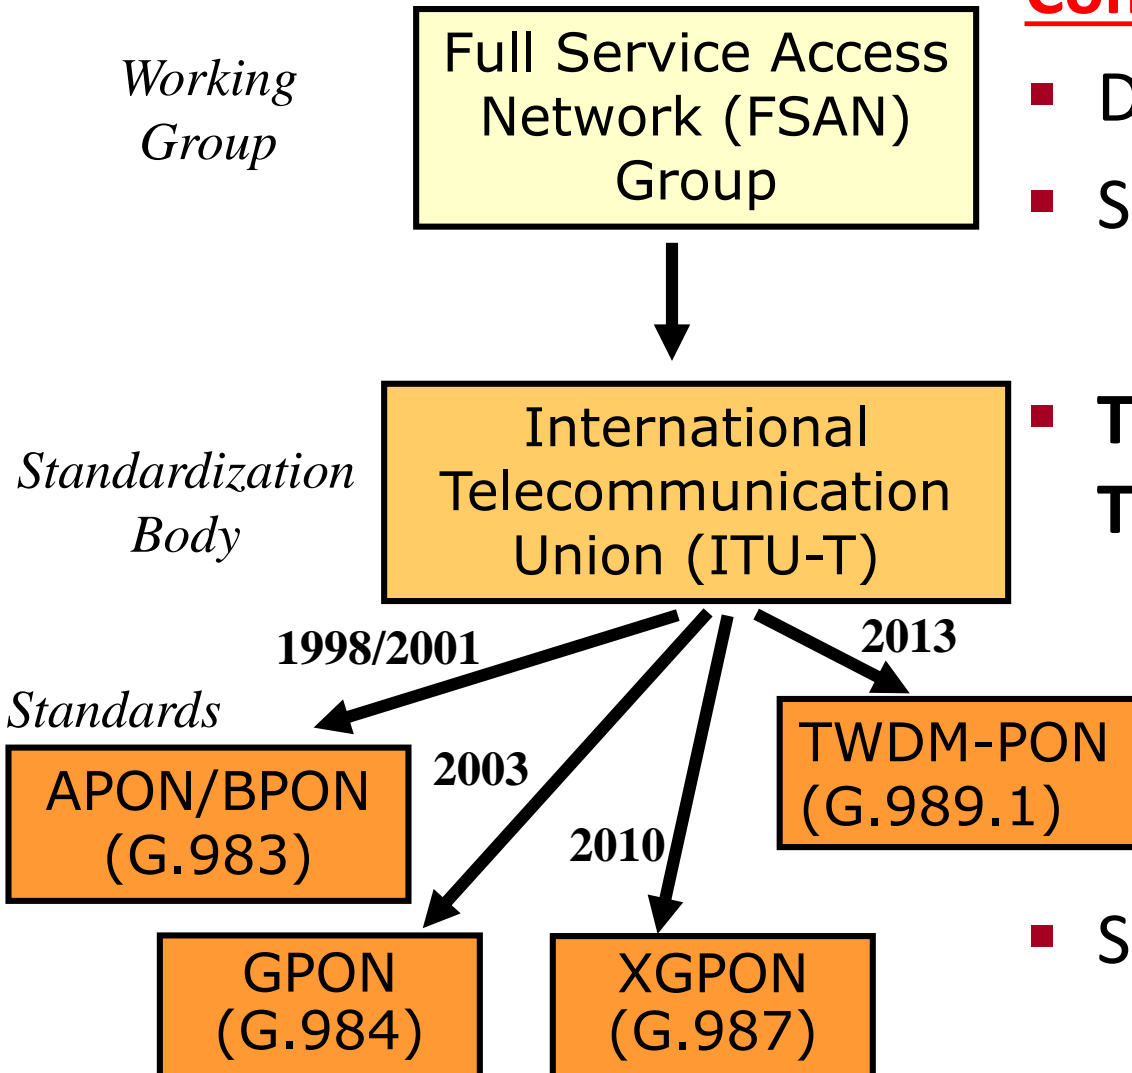 Working
Group
Full Service Access
Network (FSAN)
Group
Standardization
Body
International
Telecommunication
Union (ITU-T)
1998/2001
2013
Standards
2003
2010
APON/BPON
(G.983)
TWDM-PON
(G.989.1)
GPON
(G.984)
XGPON
(G.987)